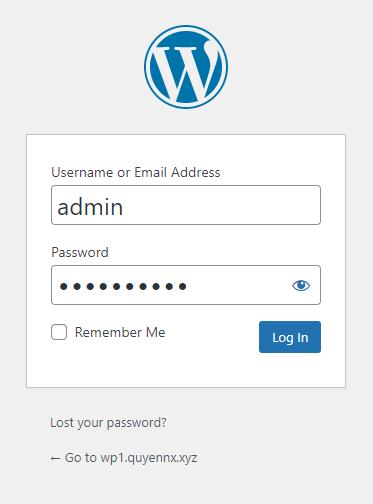 Username or Email Address
admin
Password
••••••••••
Remember Me
Log In
Lost your password?
← Go to wp1.quyennx.xyz